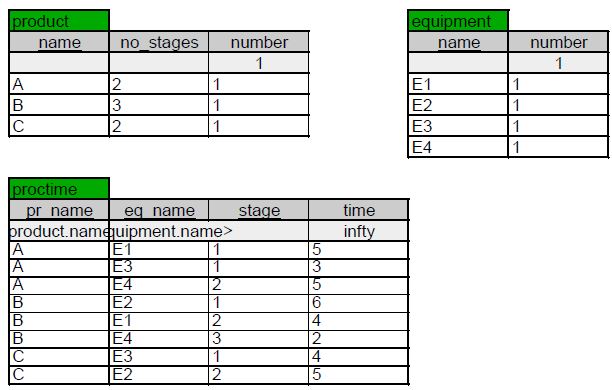 product equipment
name no_stages number name number
1 1
A 2 1 E1 1
B 3 1 E2 1
C 2 1 E3 1
E4 1
proctime
pr_name eq_name stage time
product.name quipment.name> infty
A E1 1 5
A E3 1 3
A E4 2 5
B E2 1 6
B E1 2 4
B E4 3 2
C E3 1 4
C E2 2 5